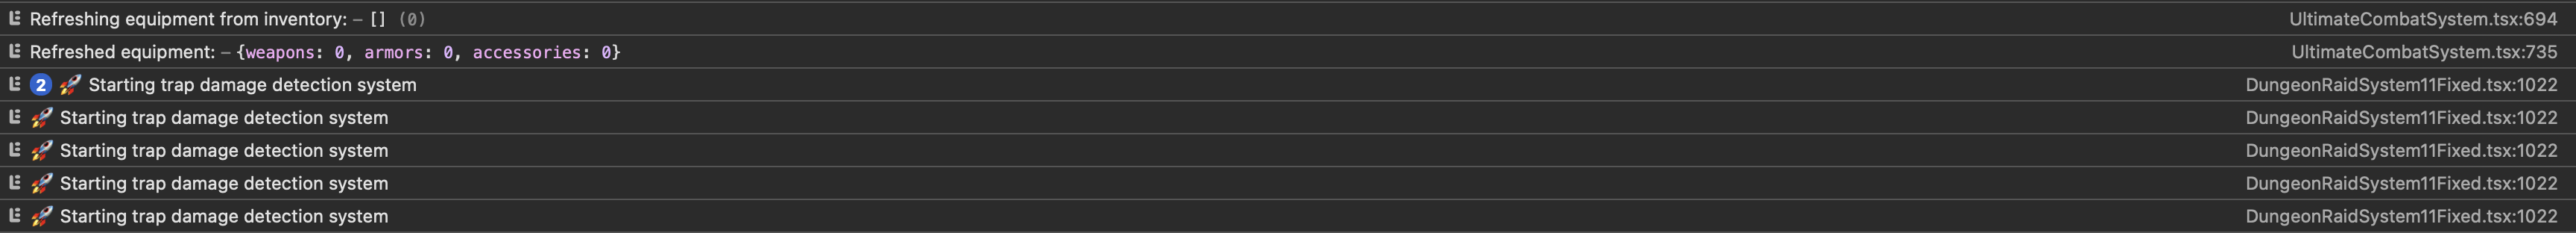 Refreshing equipment from inventory: – [] (0) UltimateCombatSystem.tsx:694
Refreshed equipment: – {weapons: 0, armors: 0, accessories: 0} UltimateCombatSystem.tsx:735
2 🚀 Starting trap damage detection system DungeonRaidSystem11Fixed.tsx:1022
🚀 Starting trap damage detection system DungeonRaidSystem11Fixed.tsx:1022
🚀 Starting trap damage detection system DungeonRaidSystem11Fixed.tsx:1022
🚀 Starting trap damage detection system DungeonRaidSystem11Fixed.tsx:1022
🚀 Starting trap damage detection system DungeonRaidSystem11Fixed.tsx:1022